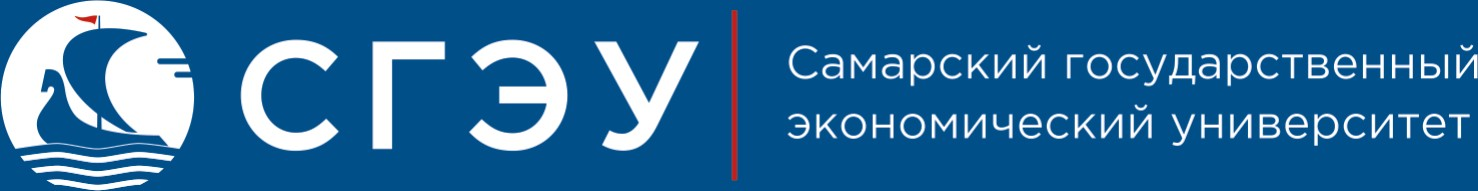 СГЭУ
Самарский государственный
экономический университет